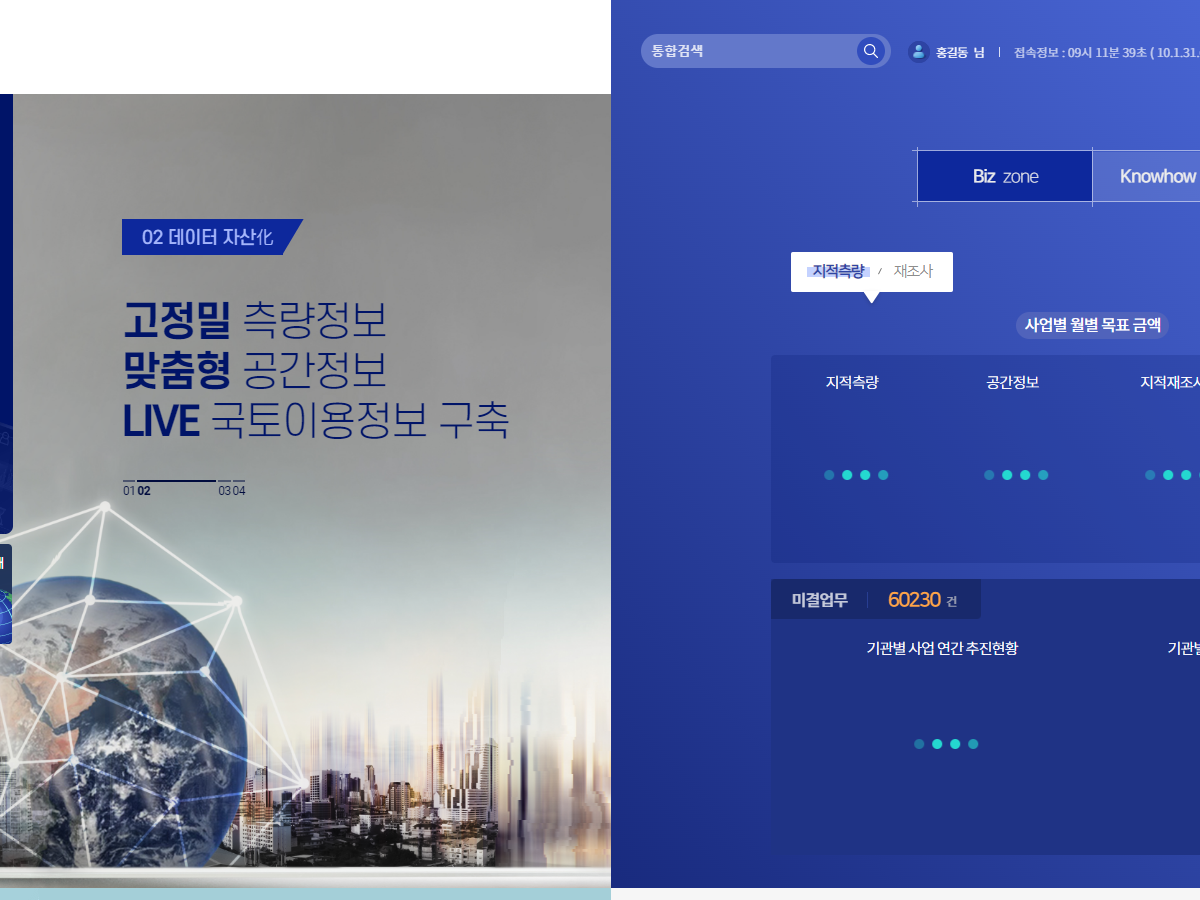 통합검색
홍길동 님 | 접속정보 : 09시 11분 39초 ( 10.1.31.
Biz zone
Knowhow
02 데이터 자산化
지적측량 / 재조사
고정밀 측량정보
맞춤형 공간정보
LIVE 국토이용정보 구축
사업별 월별 목표 금액
지적측량 공간정보 지적재조사
01 02 03 04
미결업무 60230 건
기관별 사업 연간 추진현황
기관별